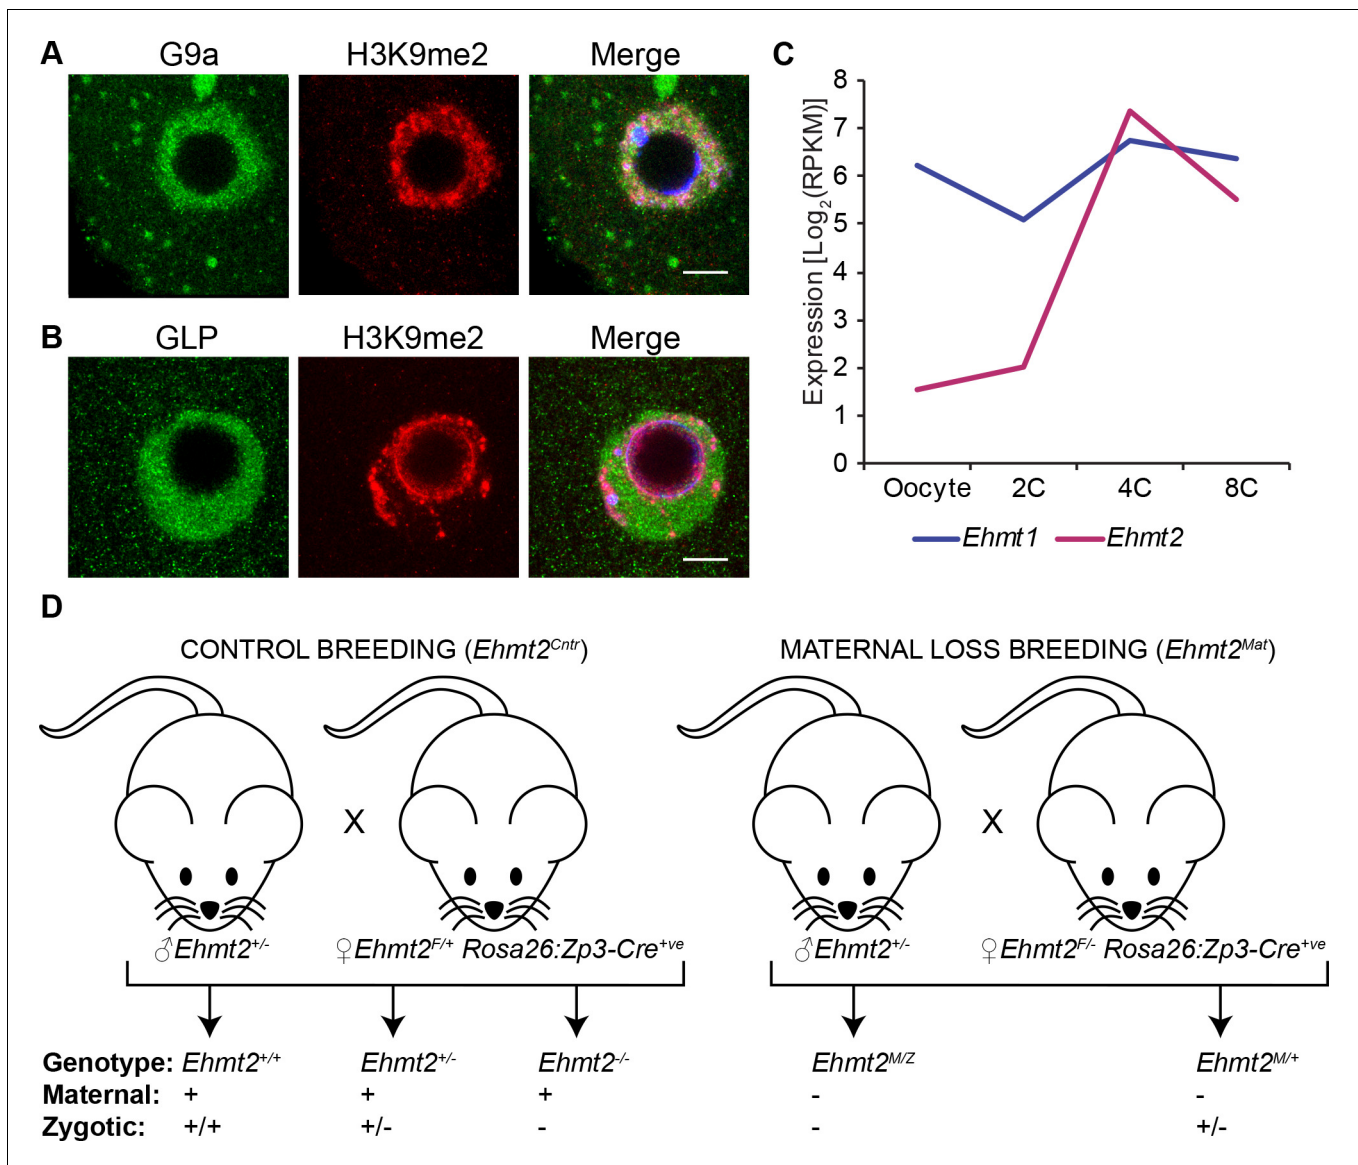 A
G9a H3K9me2 Merge
B
GLP H3K9me2 Merge
C
Expression [Log2(RPKM)]
8
7
6
5
4
3
2
1
0
Oocyte 2C 4C 8C
Ehmt1 Ehmt2
D
CONTROL BREEDING (Ehmt2Cntr) MATERNAL LOSS BREEDING (Ehmt2Mat)
X X
♂Ehmt2+/- ♀Ehmt2F/+ Rosa26:Zp3-Cre+ve ♂Ehmt2+/- ♀Ehmt2F/- Rosa26:Zp3-Cre+ve
Genotype: Ehmt2+/+ Ehmt2+/- Ehmt2-/- Ehmt2M/Z Ehmt2M/+
Maternal: + + + - -
Zygotic: +/+ +/- - - +/-